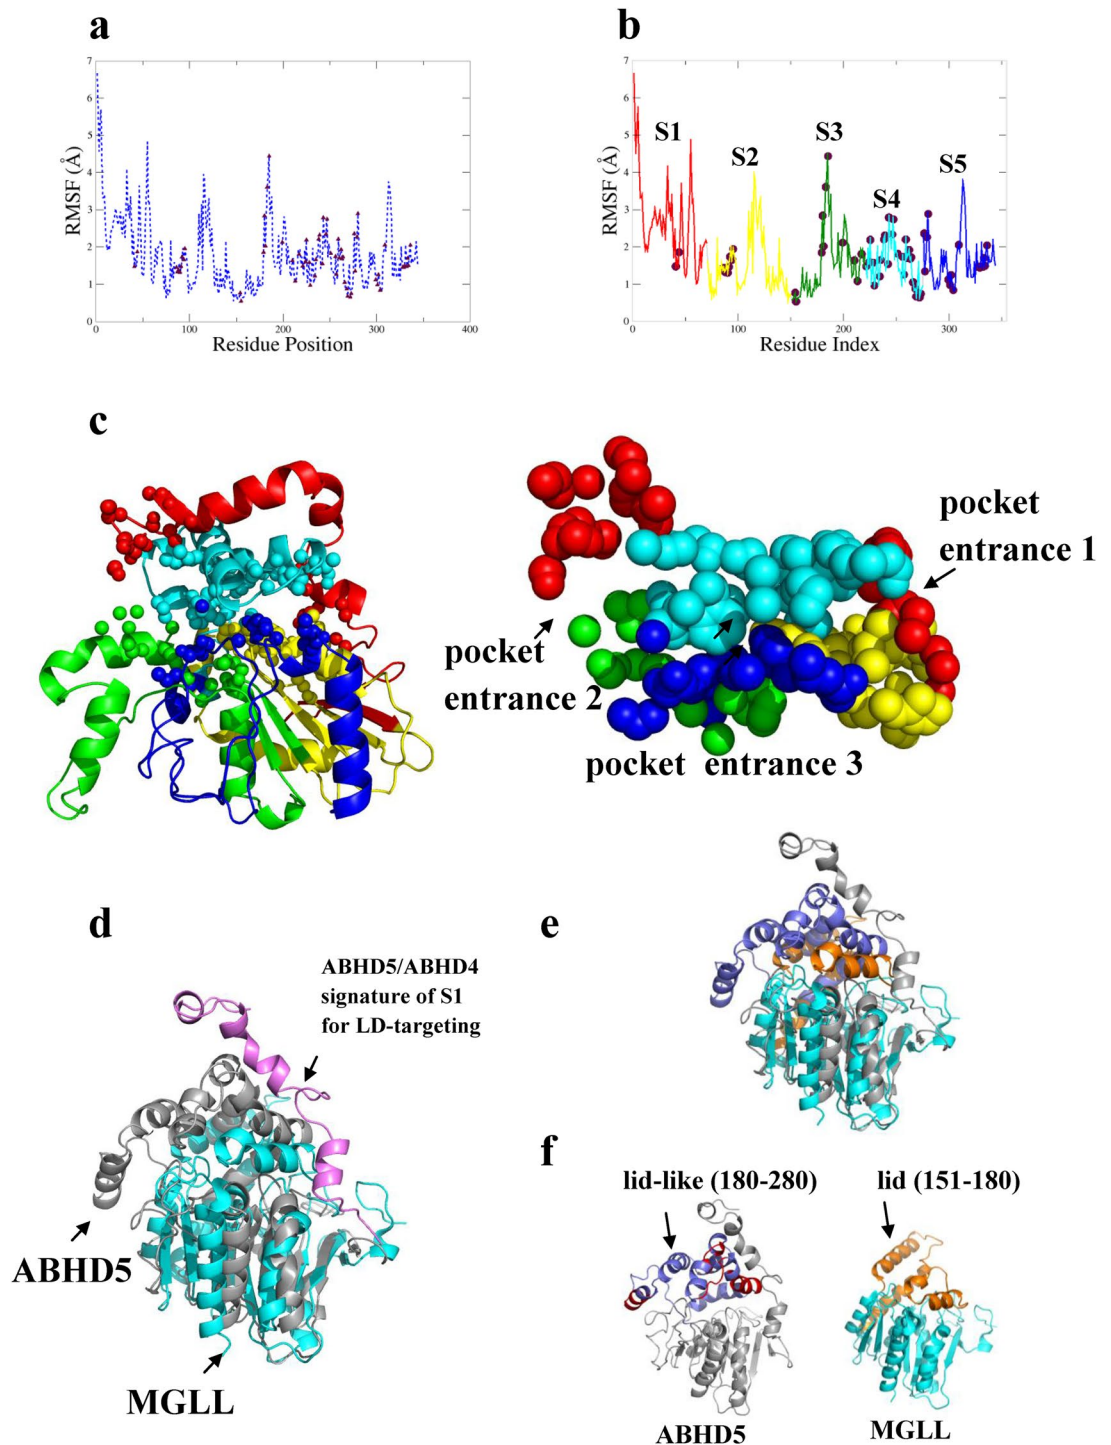 a
b
7
6
5
4
3
2
1
0
RMSF (Å)
0
100
200
300
400
Residue Position
7
6
5
4
3
2
1
0
RMSF (Å)
S1
S2
S3
S4
S5
0
100
200
300
Residue Index
c
pocket
entrance 1
pocket
entrance 2
pocket entrance 3
d
ABHD5/ABHD4
signature of S1
for LD-targeting
ABHD5
MGLL
e
f
lid-like (180-280)
lid (151-180)
ABHD5
MGLL